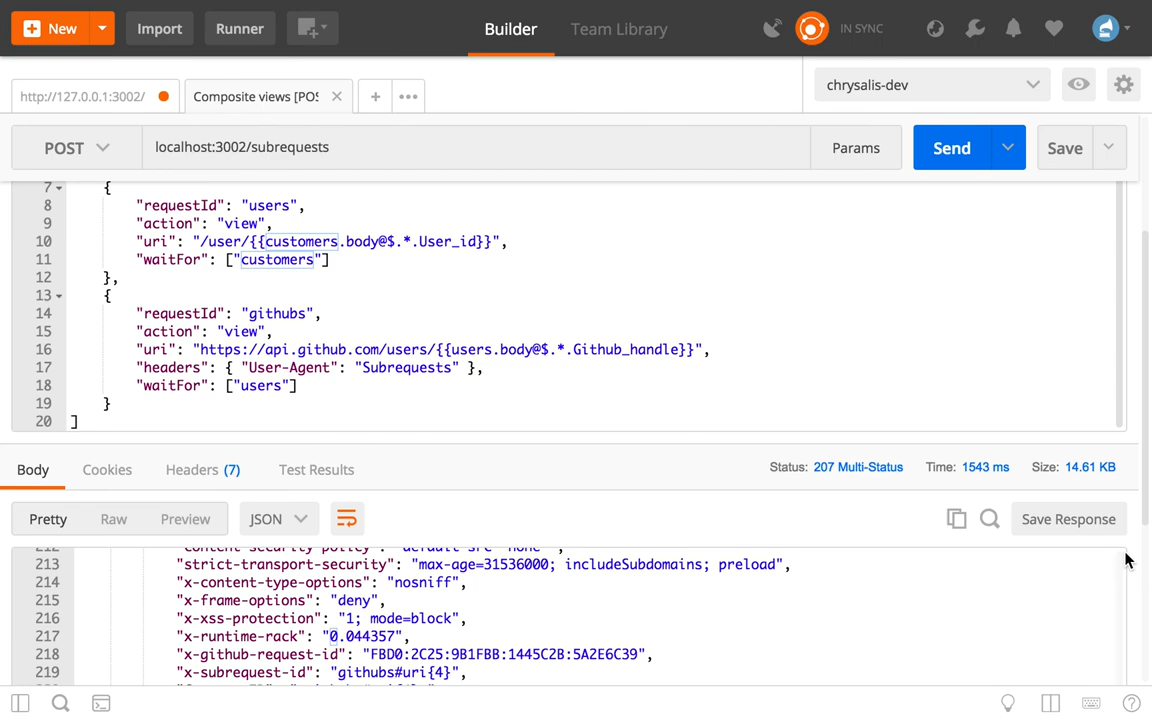 New Import Runner Builder Team Library IN SYNC
http://127.0.0.1:3002/ Composite views [POS chrysalis-dev
POST localhost:3002/subrequests Params Send Save
7 {
8 "requestId": "users",
9 "action": "view",
10 "uri": "/user/{{customers.body@$.*.User_id}}",
11 "waitFor": ["customers"]
12 },
13 {
14 "requestId": "githubs",
15 "action": "view",
16 "uri": "https://api.github.com/users/{{users.body@$.*.Github_handle}}",
17 "headers": { "User-Agent": "Subrequests" },
18 "waitFor": ["users"]
19 }
20 ]
Body Cookies Headers (7) Test Results Status: 207 Multi-Status Time: 1543 ms Size: 14.61 KB
Pretty Raw Preview JSON Save Response
212 "content-security-policy": "default-src 'none'",
213 "strict-transport-security": "max-age=31536000; includeSubdomains; preload",
214 "x-content-type-options": "nosniff",
215 "x-frame-options": "deny",
216 "x-xss-protection": "1; mode=block",
217 "x-runtime-rack": "0.044357",
218 "x-github-request-id": "FBD0:2C25:9B1FBB:1445C2B:5A2E6C39",
219 "x-subrequest-id": "githubs#uri{4}",